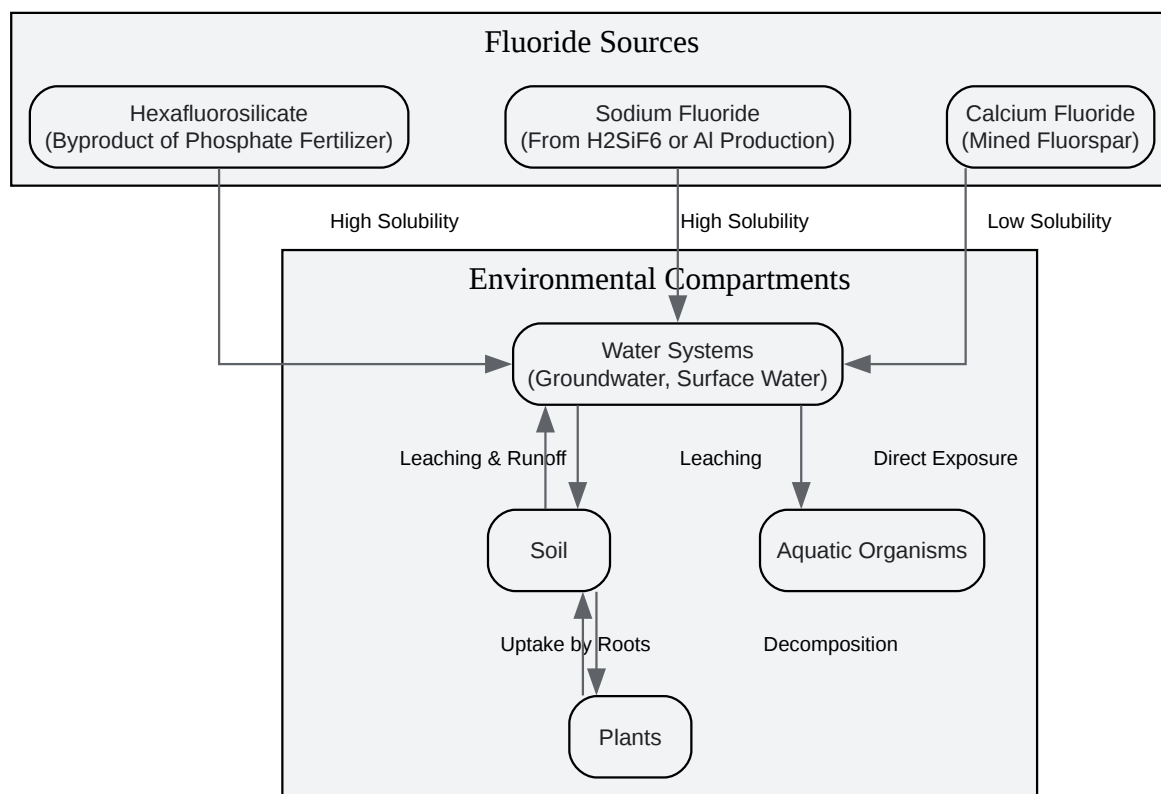 Fluoride Sources
Hexafluorosilicate
(Byproduct of Phosphate Fertilizer)
Sodium Fluoride
(From H2SiF6 or Al Production)
Calcium Fluoride
(Mined Fluorspar)
High Solubility
High Solubility
Low Solubility
Environmental Compartments
Water Systems
(Groundwater, Surface Water)
Leaching & Runoff
Leaching
Direct Exposure
Soil
Aquatic Organisms
Uptake by Roots
Decomposition
Plants